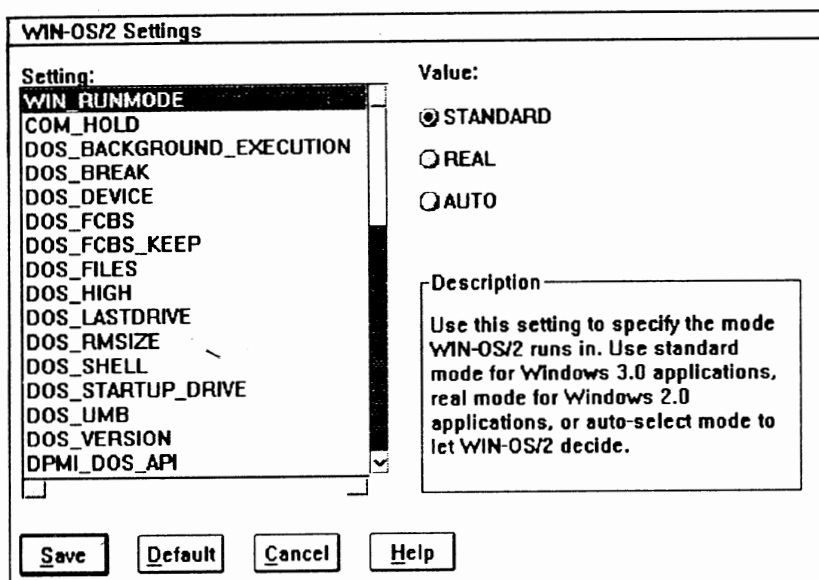 WIN-OS/2 Settings
Setting:
WIN_RUNMODE
COM_HOLD
DOS_BACKGROUND_EXECUTION
DOS_BREAK
DOS_DEVICE
DOS_FCBS
DOS_FCBS_KEEP
DOS_FILES
DOS_HIGH
DOS_LASTDRIVE
DOS_RMSIZE
DOS_SHELL
DOS_STARTUP_DRIVE
DOS_UMB
DOS_VERSION
DPMI_DOS_API
Value:
STANDARD
REAL
AUTO
Description
Use this setting to specify the mode
WIN-OS/2 runs in. Use standard
mode for Windows 3.0 applications,
real mode for Windows 2.0
applications, or auto-select mode to
let WIN-OS/2 decide.
Save Default Cancel Help